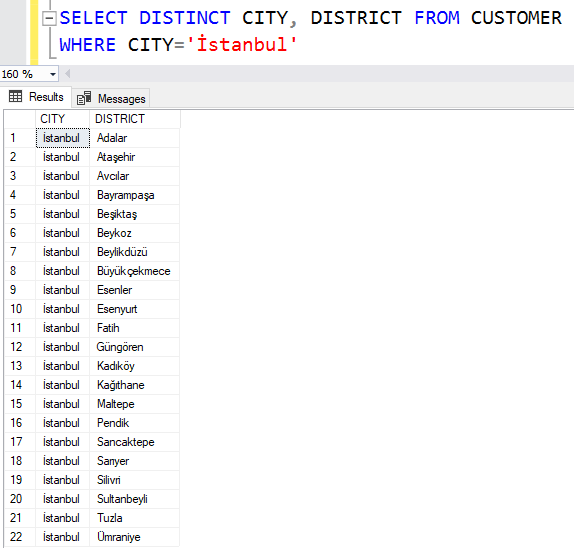 SELECT DISTINCT CITY, DISTRICT FROM CUSTOMER
WHERE CITY='İstanbul'
160 %
Results Messages
CITY DISTRICT
1 İstanbul Adalar
2 İstanbul Ataşehir
3 İstanbul Avcılar
4 İstanbul Bayrampaşa
5 İstanbul Beşiktaş
6 İstanbul Beykoz
7 İstanbul Beylikdüzü
8 İstanbul Büyükçekmece
9 İstanbul Esenler
10 İstanbul Esenyurt
11 İstanbul Fatih
12 İstanbul Güngören
13 İstanbul Kadıköy
14 İstanbul Kağıthane
15 İstanbul Maltepe
16 İstanbul Pendik
17 İstanbul Sancaktepe
18 İstanbul Sarıyer
19 İstanbul Silivri
20 İstanbul Sultanbeyli
21 İstanbul Tuzla
22 İstanbul Ümraniye